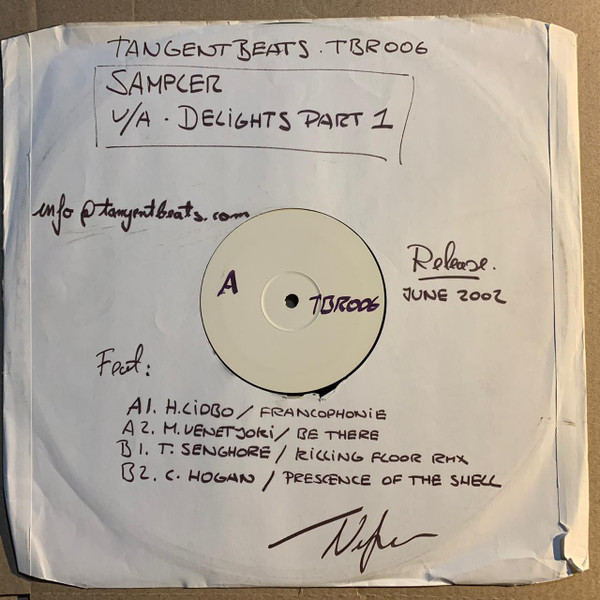 TANGENTBEATS. TBR006
SAMPLER
V/A. DELIGHTS PART 1
info@tangentbeats.com
A
TBR006
Release.
JUNE 2002
Feat:
A1. H.LIDBO / FRANCOPHONIE
A2. M.VENETJOKI / BE THERE
B1. T. SENGHORE / KILLING FLOOR RMX
B2. C. HOGAN / PRESCENCE OF THE SHELL